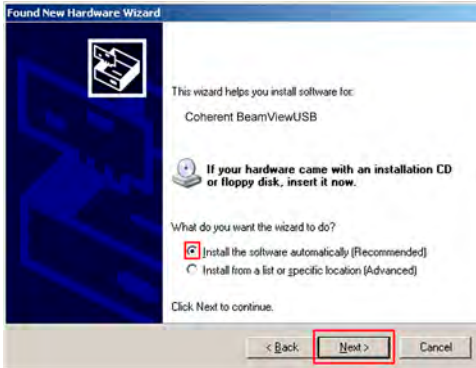 Found New Hardware Wizard
This wizard helps you install software for:
Coherent BeamViewUSB
If your hardware came with an installation CD
or floppy disk, insert it now.
What do you want the wizard to do?
Install the software automatically (Recommended)
Install from a list or specific location (Advanced)
Click Next to continue.
< Back Next > Cancel